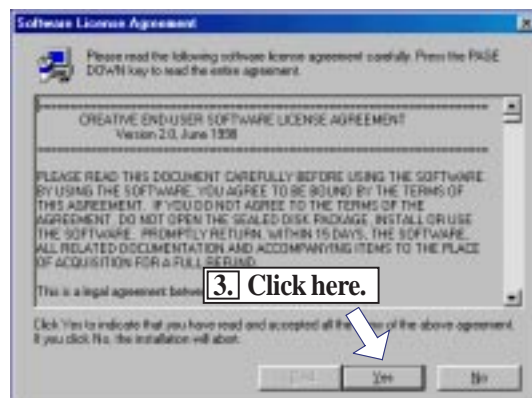 Software License Agreement
Please read the following software license agreement carefully. Press the PAGE
DOWN key to read the entire agreement.
CREATIVE END-USER SOFTWARE LICENSE AGREEMENT
Version 2.0, June 1998
PLEASE READ THIS DOCUMENT CAREFULLY BEFORE USING THE SOFTWARE.
BY USING THE SOFTWARE, YOU AGREE TO BE BOUND BY THE TERMS OF
THIS AGREEMENT. IF YOU DO NOT AGREE TO THE TERMS OF THE
AGREEMENT, DO NOT OPEN THE SEALED DISK PACKAGE, INSTALL OR USE
THE SOFTWARE. PROMPTLY RETURN, WITHIN 15 DAYS, THE SOFTWARE,
ALL RELATED DOCUMENTATION AND ACCOMPANYING ITEMS TO THE PLACE
OF ACQUISITION FOR A FULL REFUND.
This is a legal agreement between
3. Click here.
Click Yes to indicate that you have read and accepted all the of the above agreement.
If you click No, the installation will abort.
Yes
No